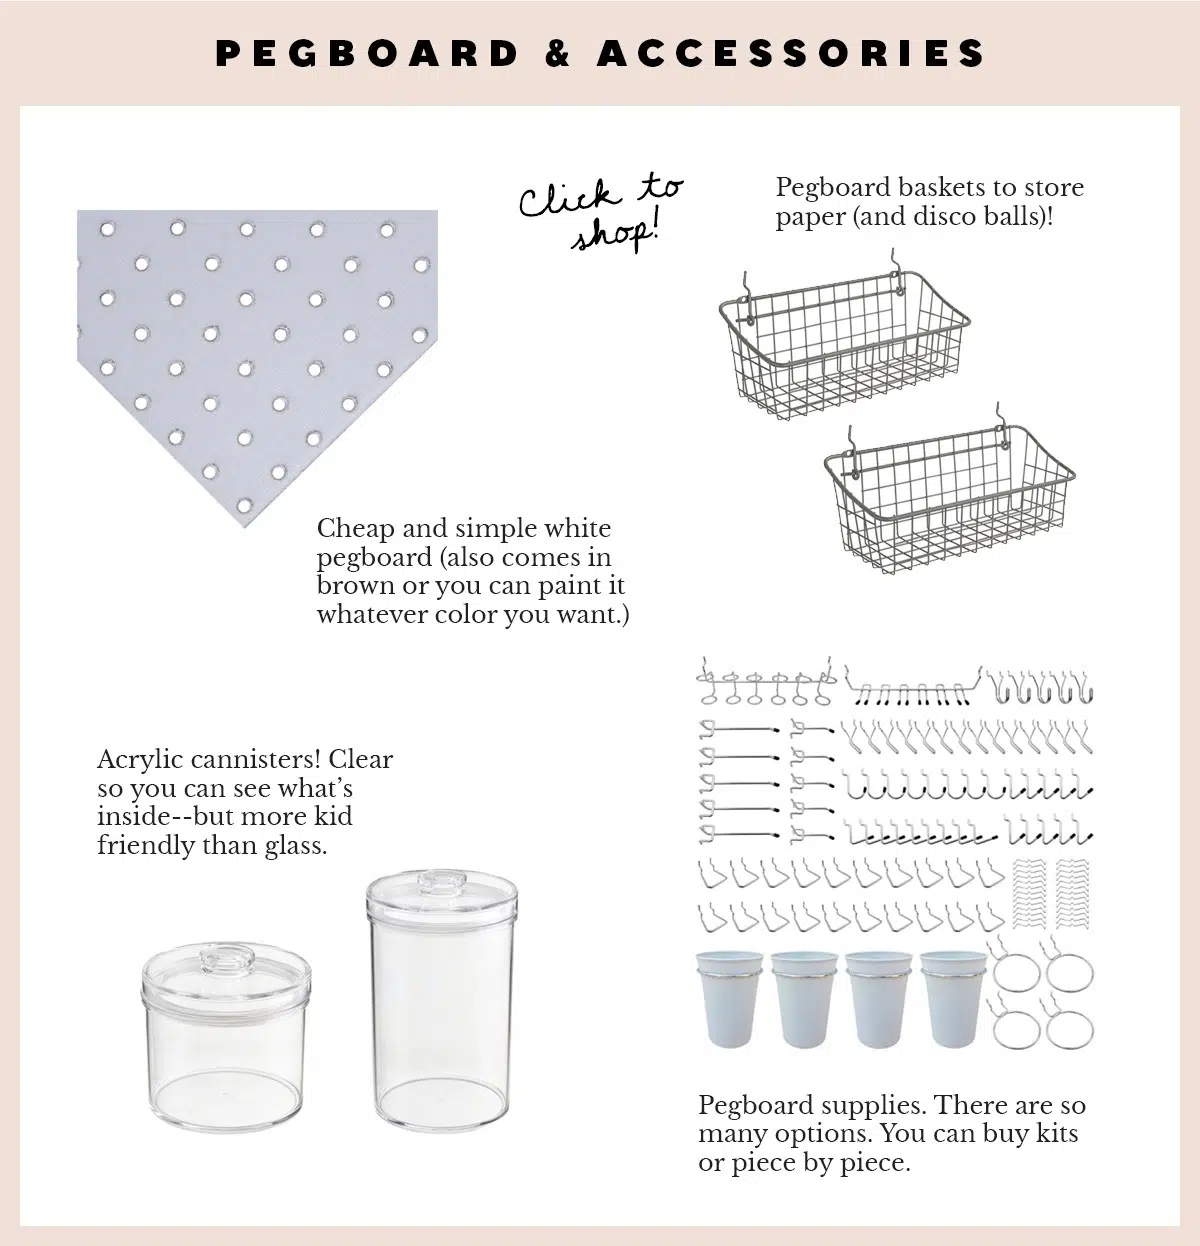 PEGBOARD & ACCESSORIES
Click to
shop!
Pegboard baskets to store
paper (and disco balls)!
Cheap and simple white
pegboard (also comes in
brown or you can paint it
whatever color you want.)
Acrylic cannisters! Clear
so you can see what's
inside--but more kid
friendly than glass.
Pegboard supplies. There are so
many options. You can buy kits
or piece by piece.